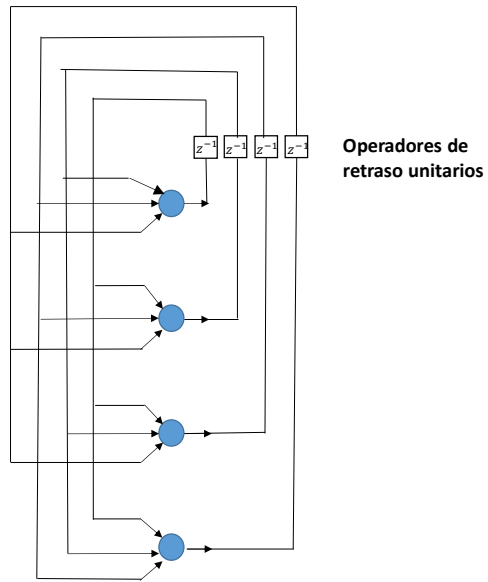 z⁻¹ z⁻¹ z⁻¹ z⁻¹
Operadores de
retraso unitarios